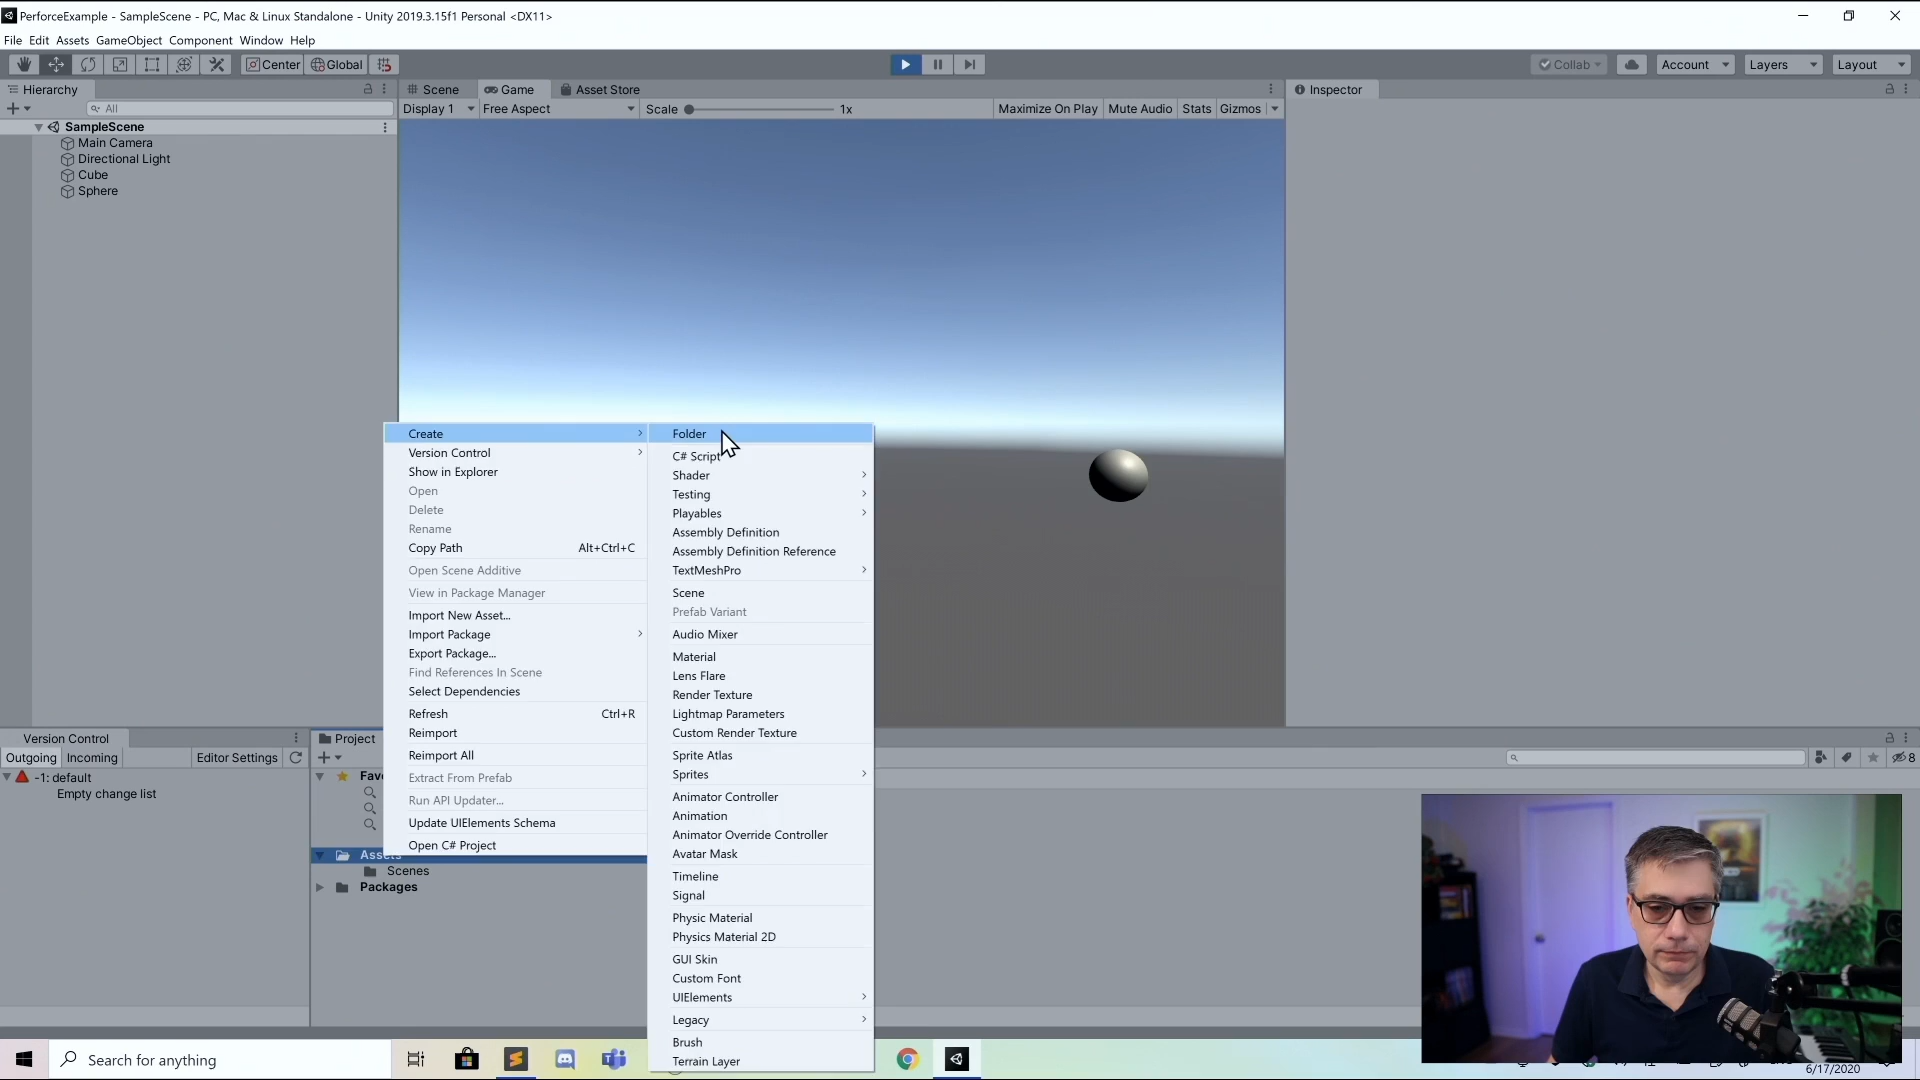 PerforceExample - SampleScene - PC, Mac & Linux Standalone - Unity 2019.3.15f1 Personal <DX11>
File Edit Assets GameObject Component Window Help
Center Global Collab Account Layers Layout
Hierarchy
All
SampleScene
Main Camera
Directional Light
Cube
Sphere
Scene Game Asset Store
Display 1 Free Aspect Scale 1x Maximize On Play Mute Audio Stats Gizmos
Inspector
Create
Version Control
Show in Explorer
Open
Delete
Rename
Copy Path Alt+Ctrl+C
Open Scene Additive
View in Package Manager
Import New Asset...
Import Package
Export Package...
Find References In Scene
Select Dependencies
Refresh Ctrl+R
Reimport
Reimport All
Extract From Prefab
Run API Updater...
Update UIElements Schema
Open C# Project
Folder
C# Script
Shader
Testing
Playables
Assembly Definition
Assembly Definition Reference
TextMeshPro
Scene
Prefab Variant
Audio Mixer
Material
Lens Flare
Render Texture
Lightmap Parameters
Custom Render Texture
Sprite Atlas
Sprites
Animator Controller
Animation
Animator Override Controller
Avatar Mask
Timeline
Signal
Physic Material
Physics Material 2D
GUI Skin
Custom Font
UIElements
Legacy
Brush
Terrain Layer
Version Control
Outgoing Incoming Editor Settings
-1: default
Empty change list
Project
Fav
Assets
Scenes
Packages
8
Search for anything
6/17/2020